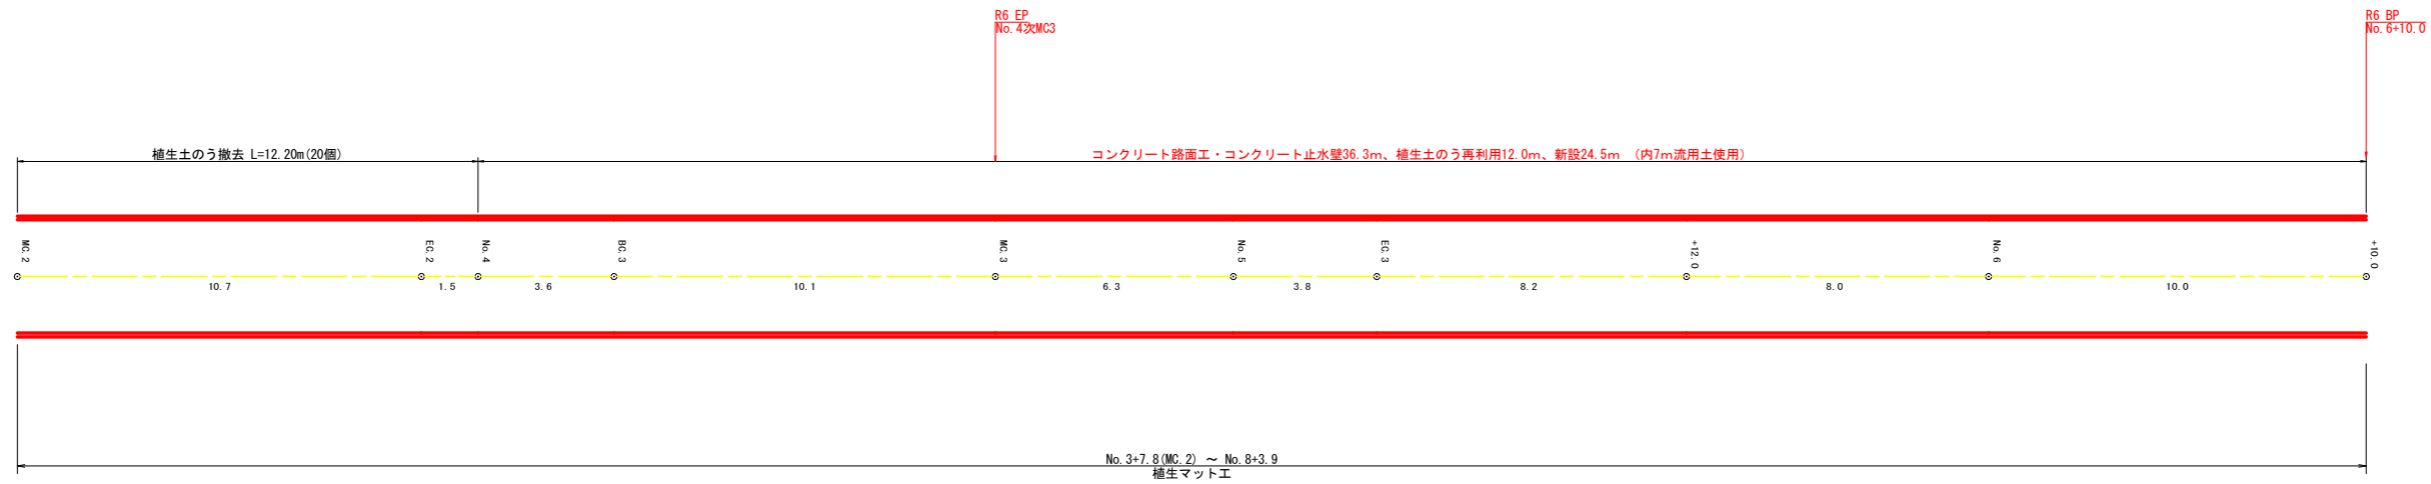 R6 EP
No.4次MC3
R6 BP
No.6+10.0
植生土のう撤去 L=12.20m(20個)
コンクリート路面工・コンクリート止水壁36.3m、植生土のう再利用12.0m、新設24.5m （内7m流用土使用）
MC.2
EC.2
No.4
BC.3
MC.3
No.5
EC.3
+12.0
No.6
+10.0
10.7
1.5
3.6
10.1
6.3
3.8
8.2
8.0
10.0
No.3+7.8(MC.2) ～ No.8+3.9
植生マット工